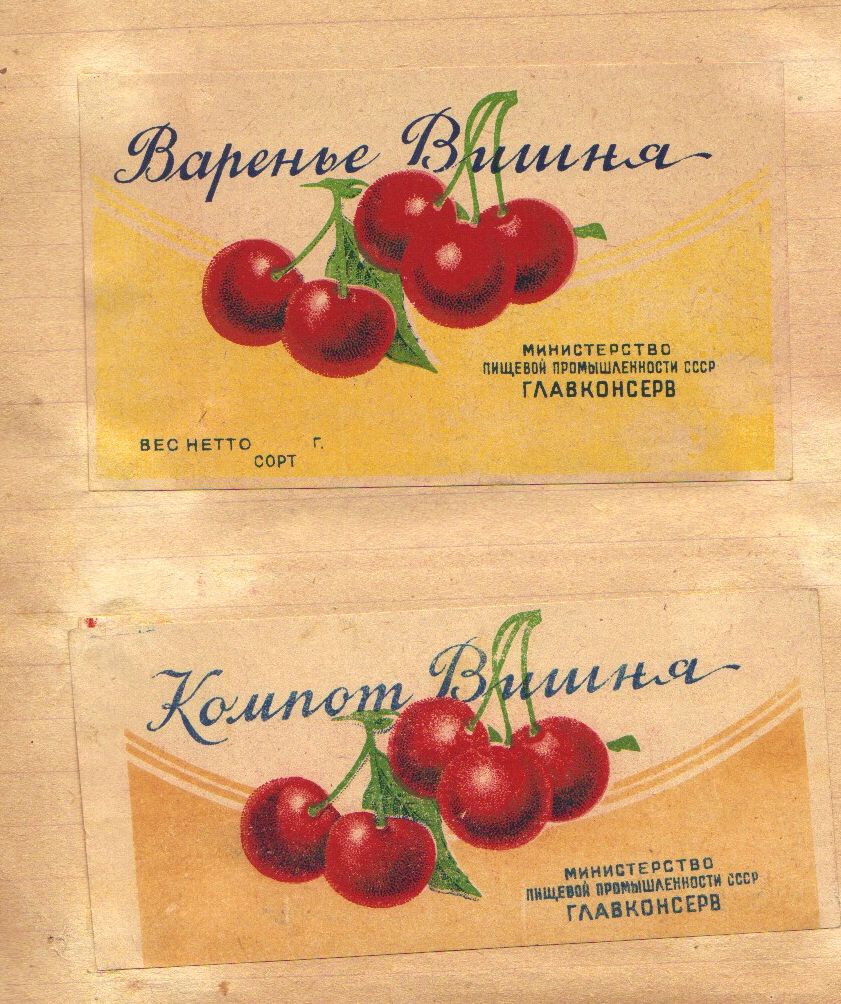 Варенье Вишня
МИНИСТЕРСТВО
ПИЩЕВОЙ ПРОМЫШЛЕННОСТИ СССР
ГЛАВКОНСЕРВ
ВЕС НЕТТО Г.
СОРТ
Компот Вишня
МИНИСТЕРСТВО
ПИЩЕВОЙ ПРОМЫШЛЕННОСТИ СССР
ГЛАВКОНСЕРВ